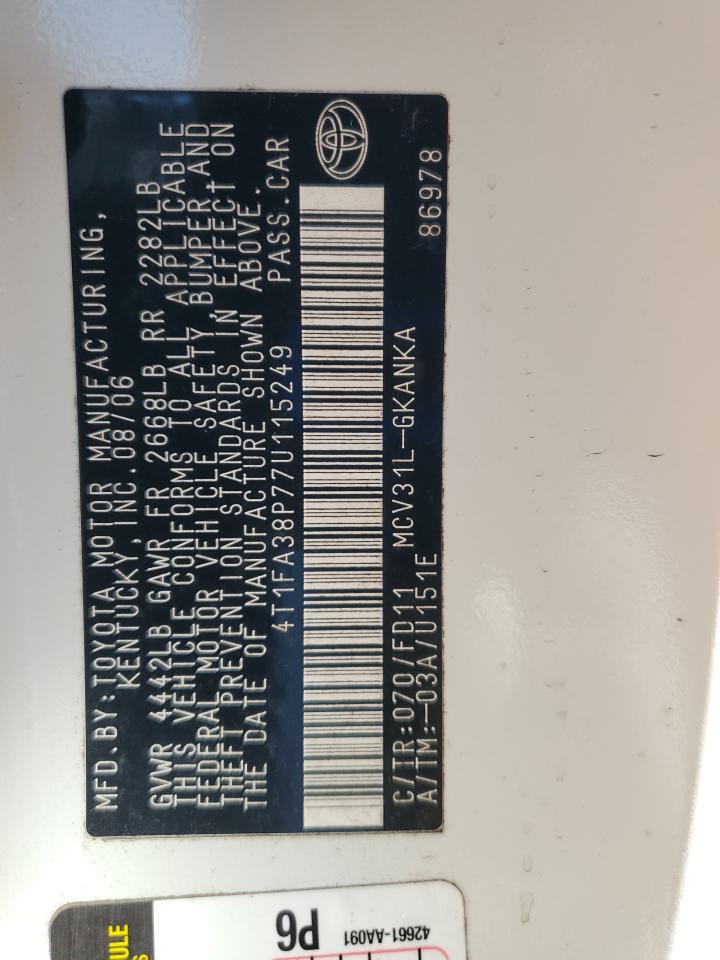 MFD.BY:TOYOTA MOTOR MANUFACTURING,
KENTUCKY,INC.08/06
GVWR 4442LB GAWR FR 2668LB RR 2282LB
THIS VEHICLE CONFORMS TO ALL APPLICABLE
FEDERAL MOTOR VEHICLE SAFETY,BUMPER,AND
THEFT PREVENTION STANDARDS IN EFFECT ON
THE DATE OF MANUFACTURE SHOWN ABOVE.
4T1FA38P77U115249 PASS.CAR
C/TR:070/FD11 MCV31L-GKANKA
A/TM:-03A/U151E 86978
P6
42661-AA091